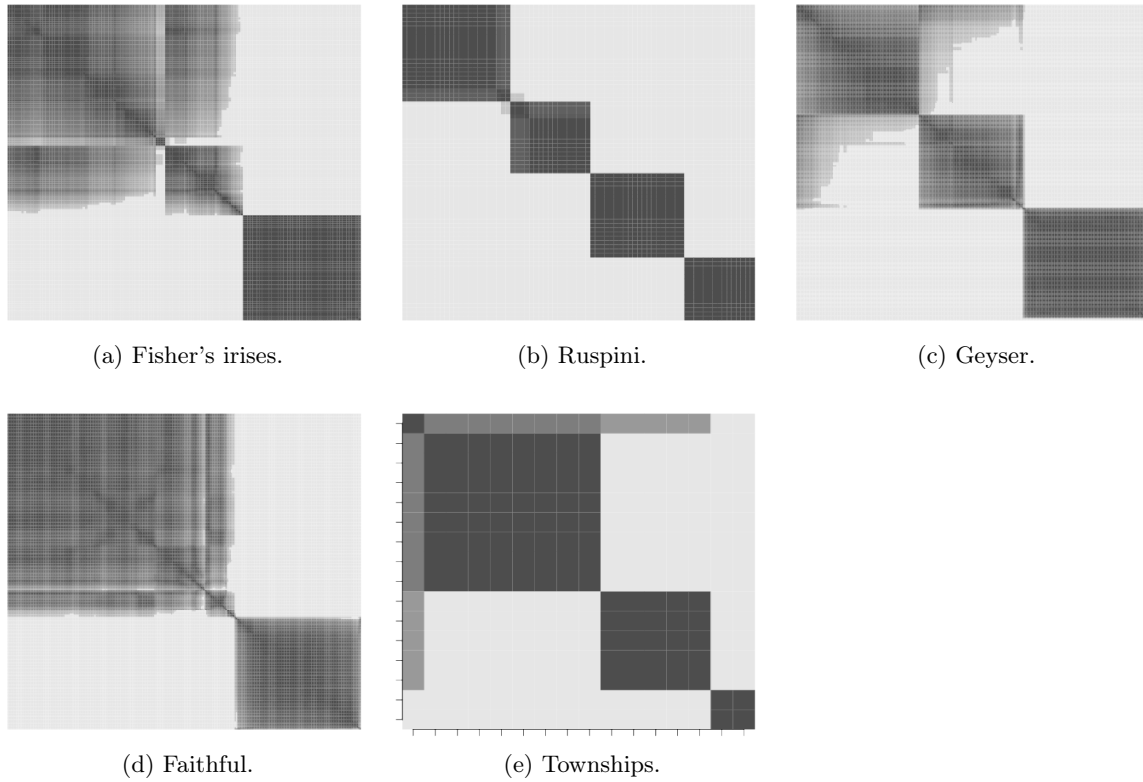 (a) Fisher's irises.
(b) Ruspini.
(c) Geyser.
(d) Faithful.
(e) Townships.